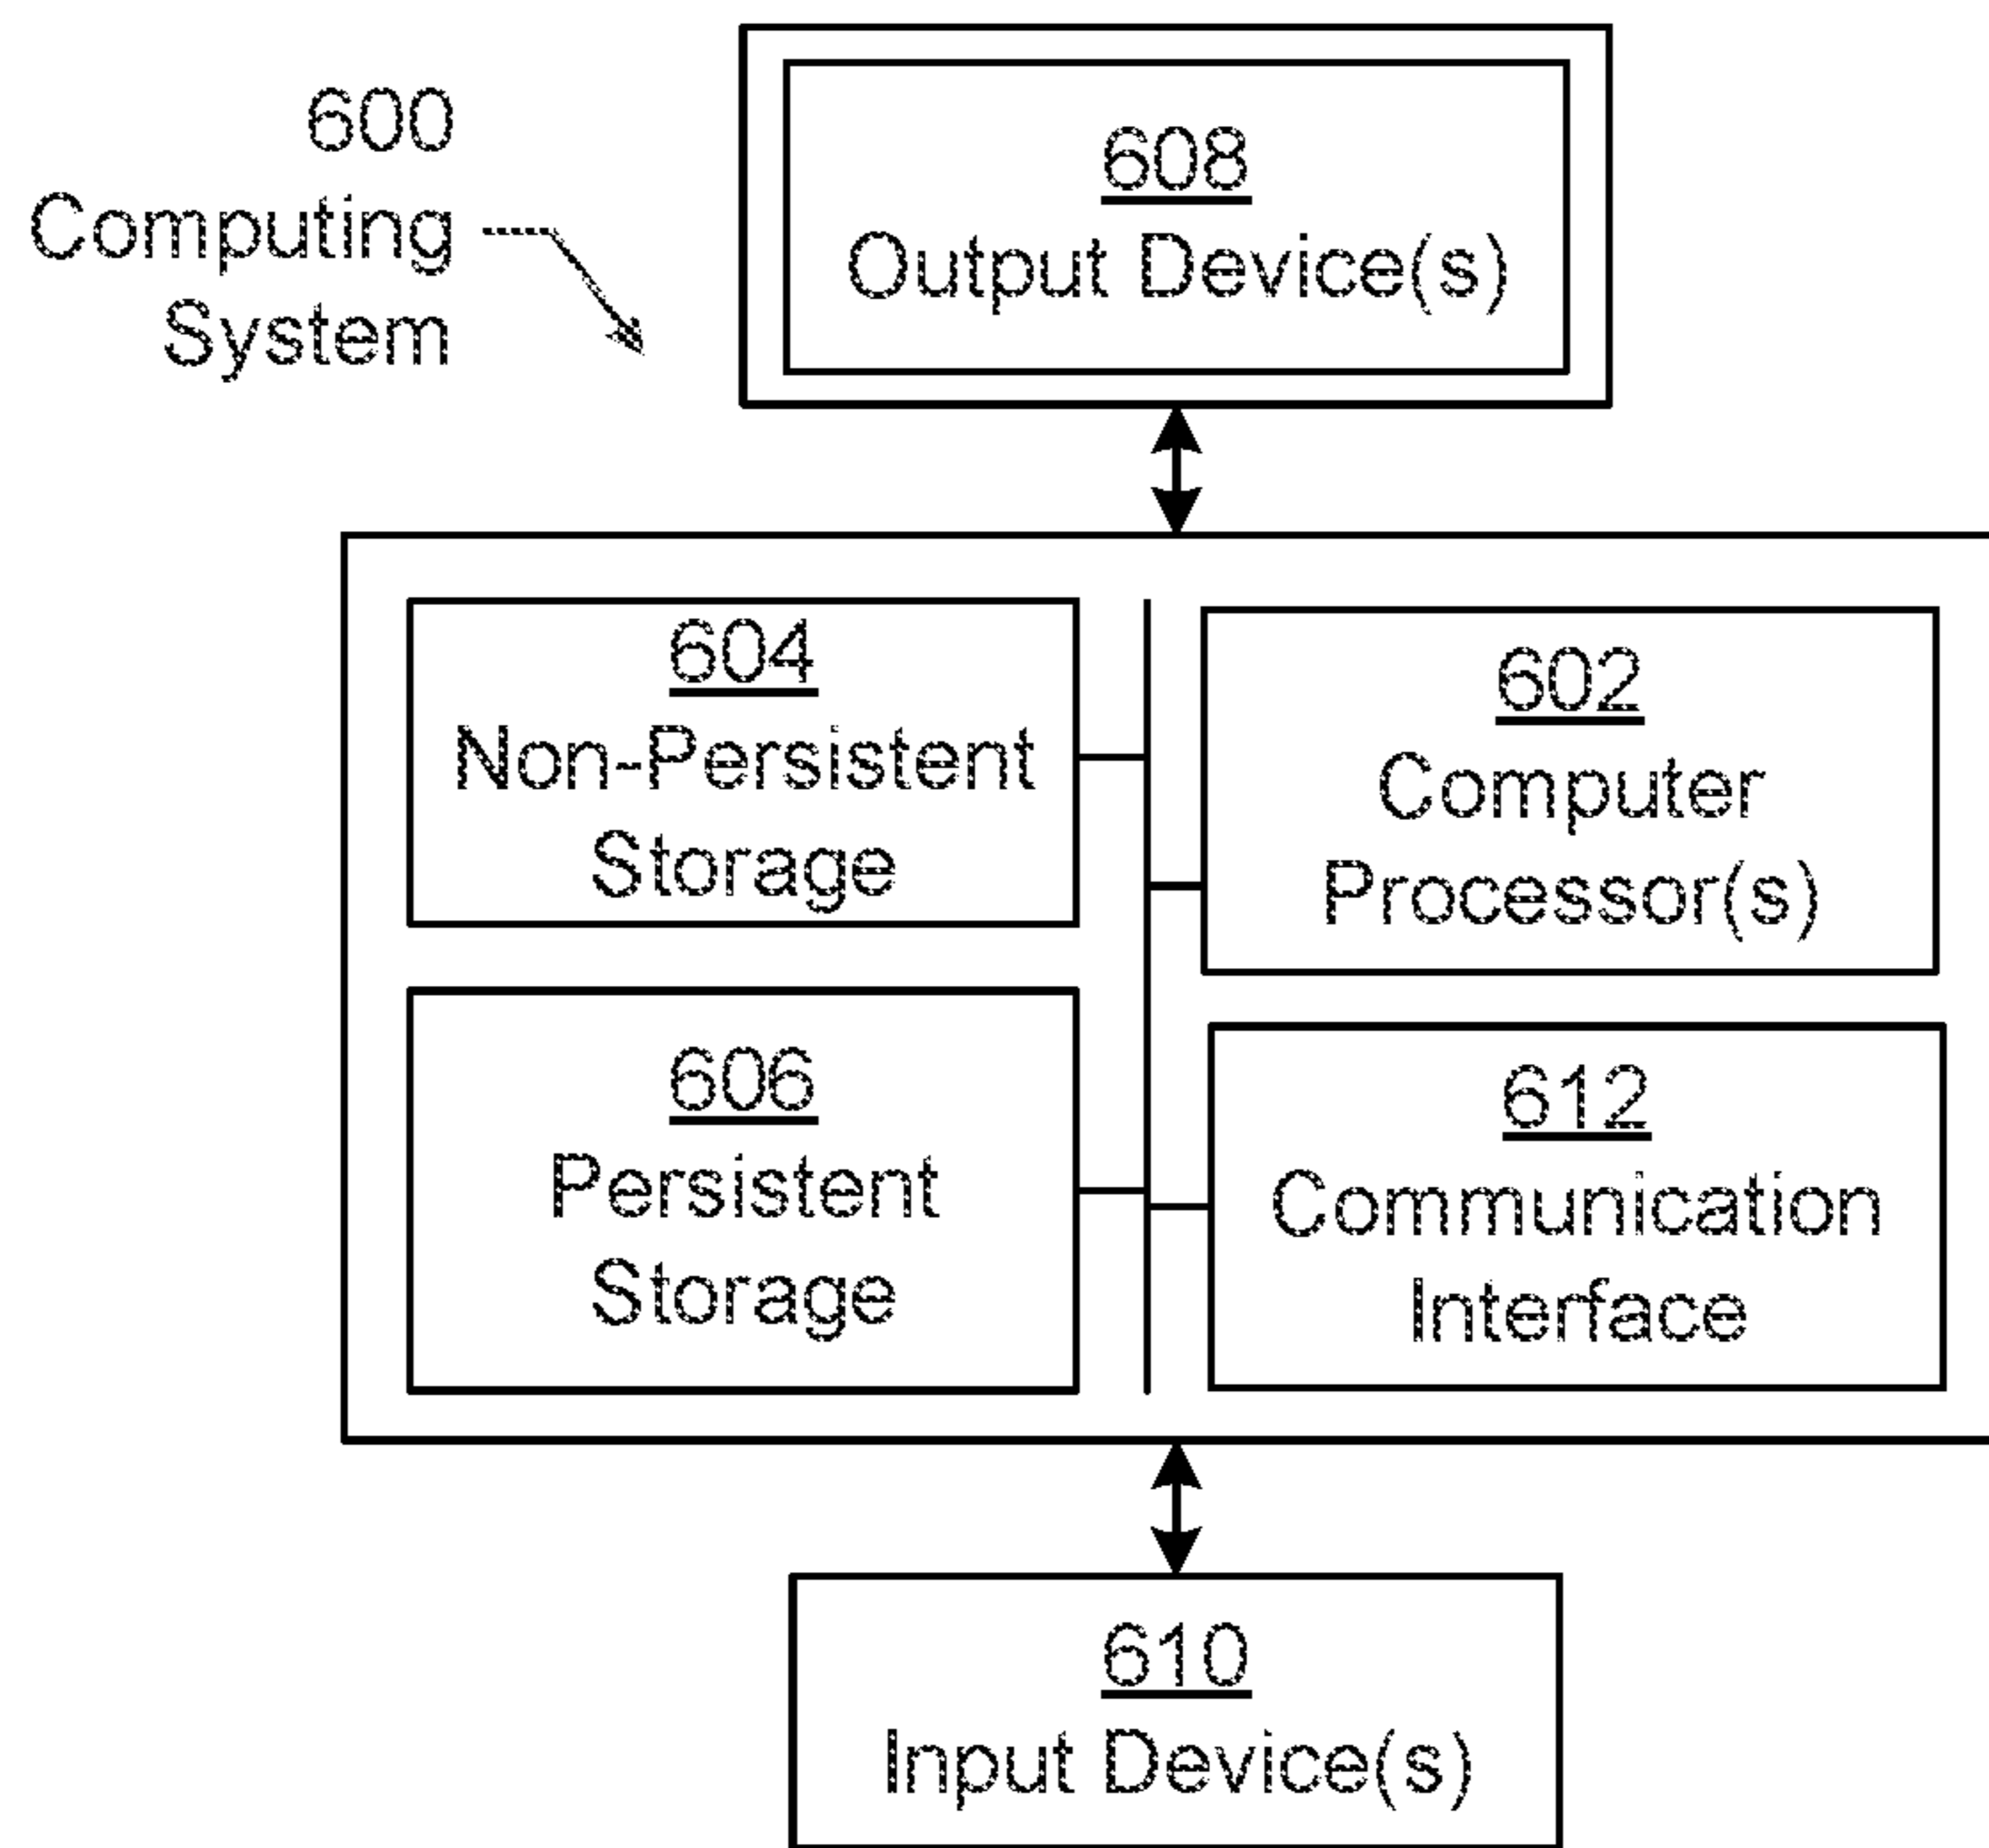 600
Computing
System
608
Output Device(s)
604
Non-Persistent
Storage
602
Computer
Processor(s)
606
Persistent
Storage
612
Communication
Interface
610
Input Device(s)